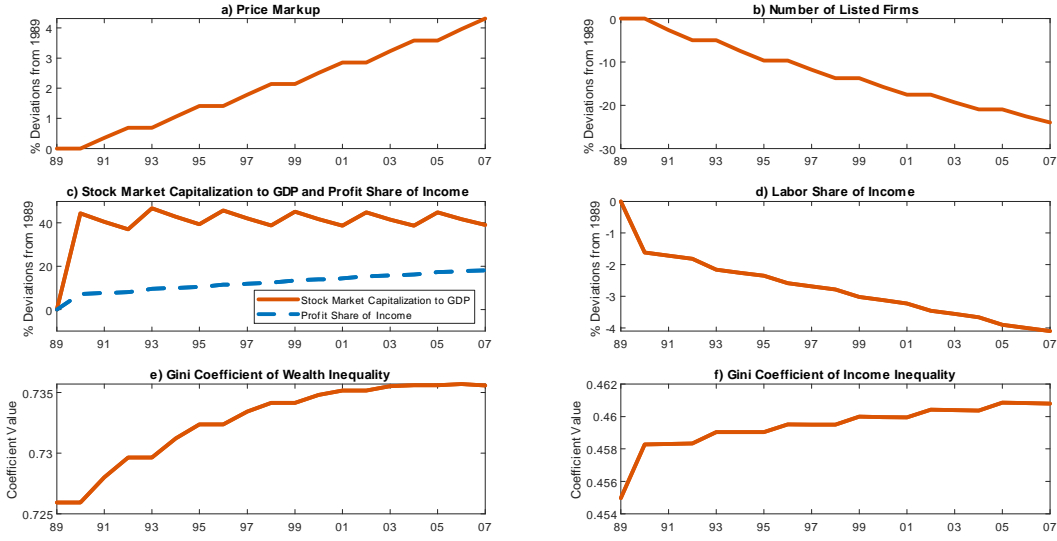 a) Price Markup
% Deviations from 1989
4
3
2
1
0
89 91 93 95 97 99 01 03 05 07
b) Number of Listed Firms
% Deviations from 1989
0
-10
-20
-30
89 91 93 95 97 99 01 03 05 07
c) Stock Market Capitalization to GDP and Profit Share of Income
% Deviations from 1989
40
20
0
Stock Market Capitalization to GDP
Profit Share of Income
89 91 93 95 97 99 01 03 05 07
d) Labor Share of Income
% Deviations from 1989
0
-1
-2
-3
-4
89 91 93 95 97 99 01 03 05 07
e) Gini Coefficient of Wealth Inequality
Coefficient Value
0.735
0.73
0.725
89 91 93 95 97 99 01 03 05 07
f) Gini Coefficient of Income Inequality
Coefficient Value
0.462
0.46
0.458
0.456
0.454
89 91 93 95 97 99 01 03 05 07